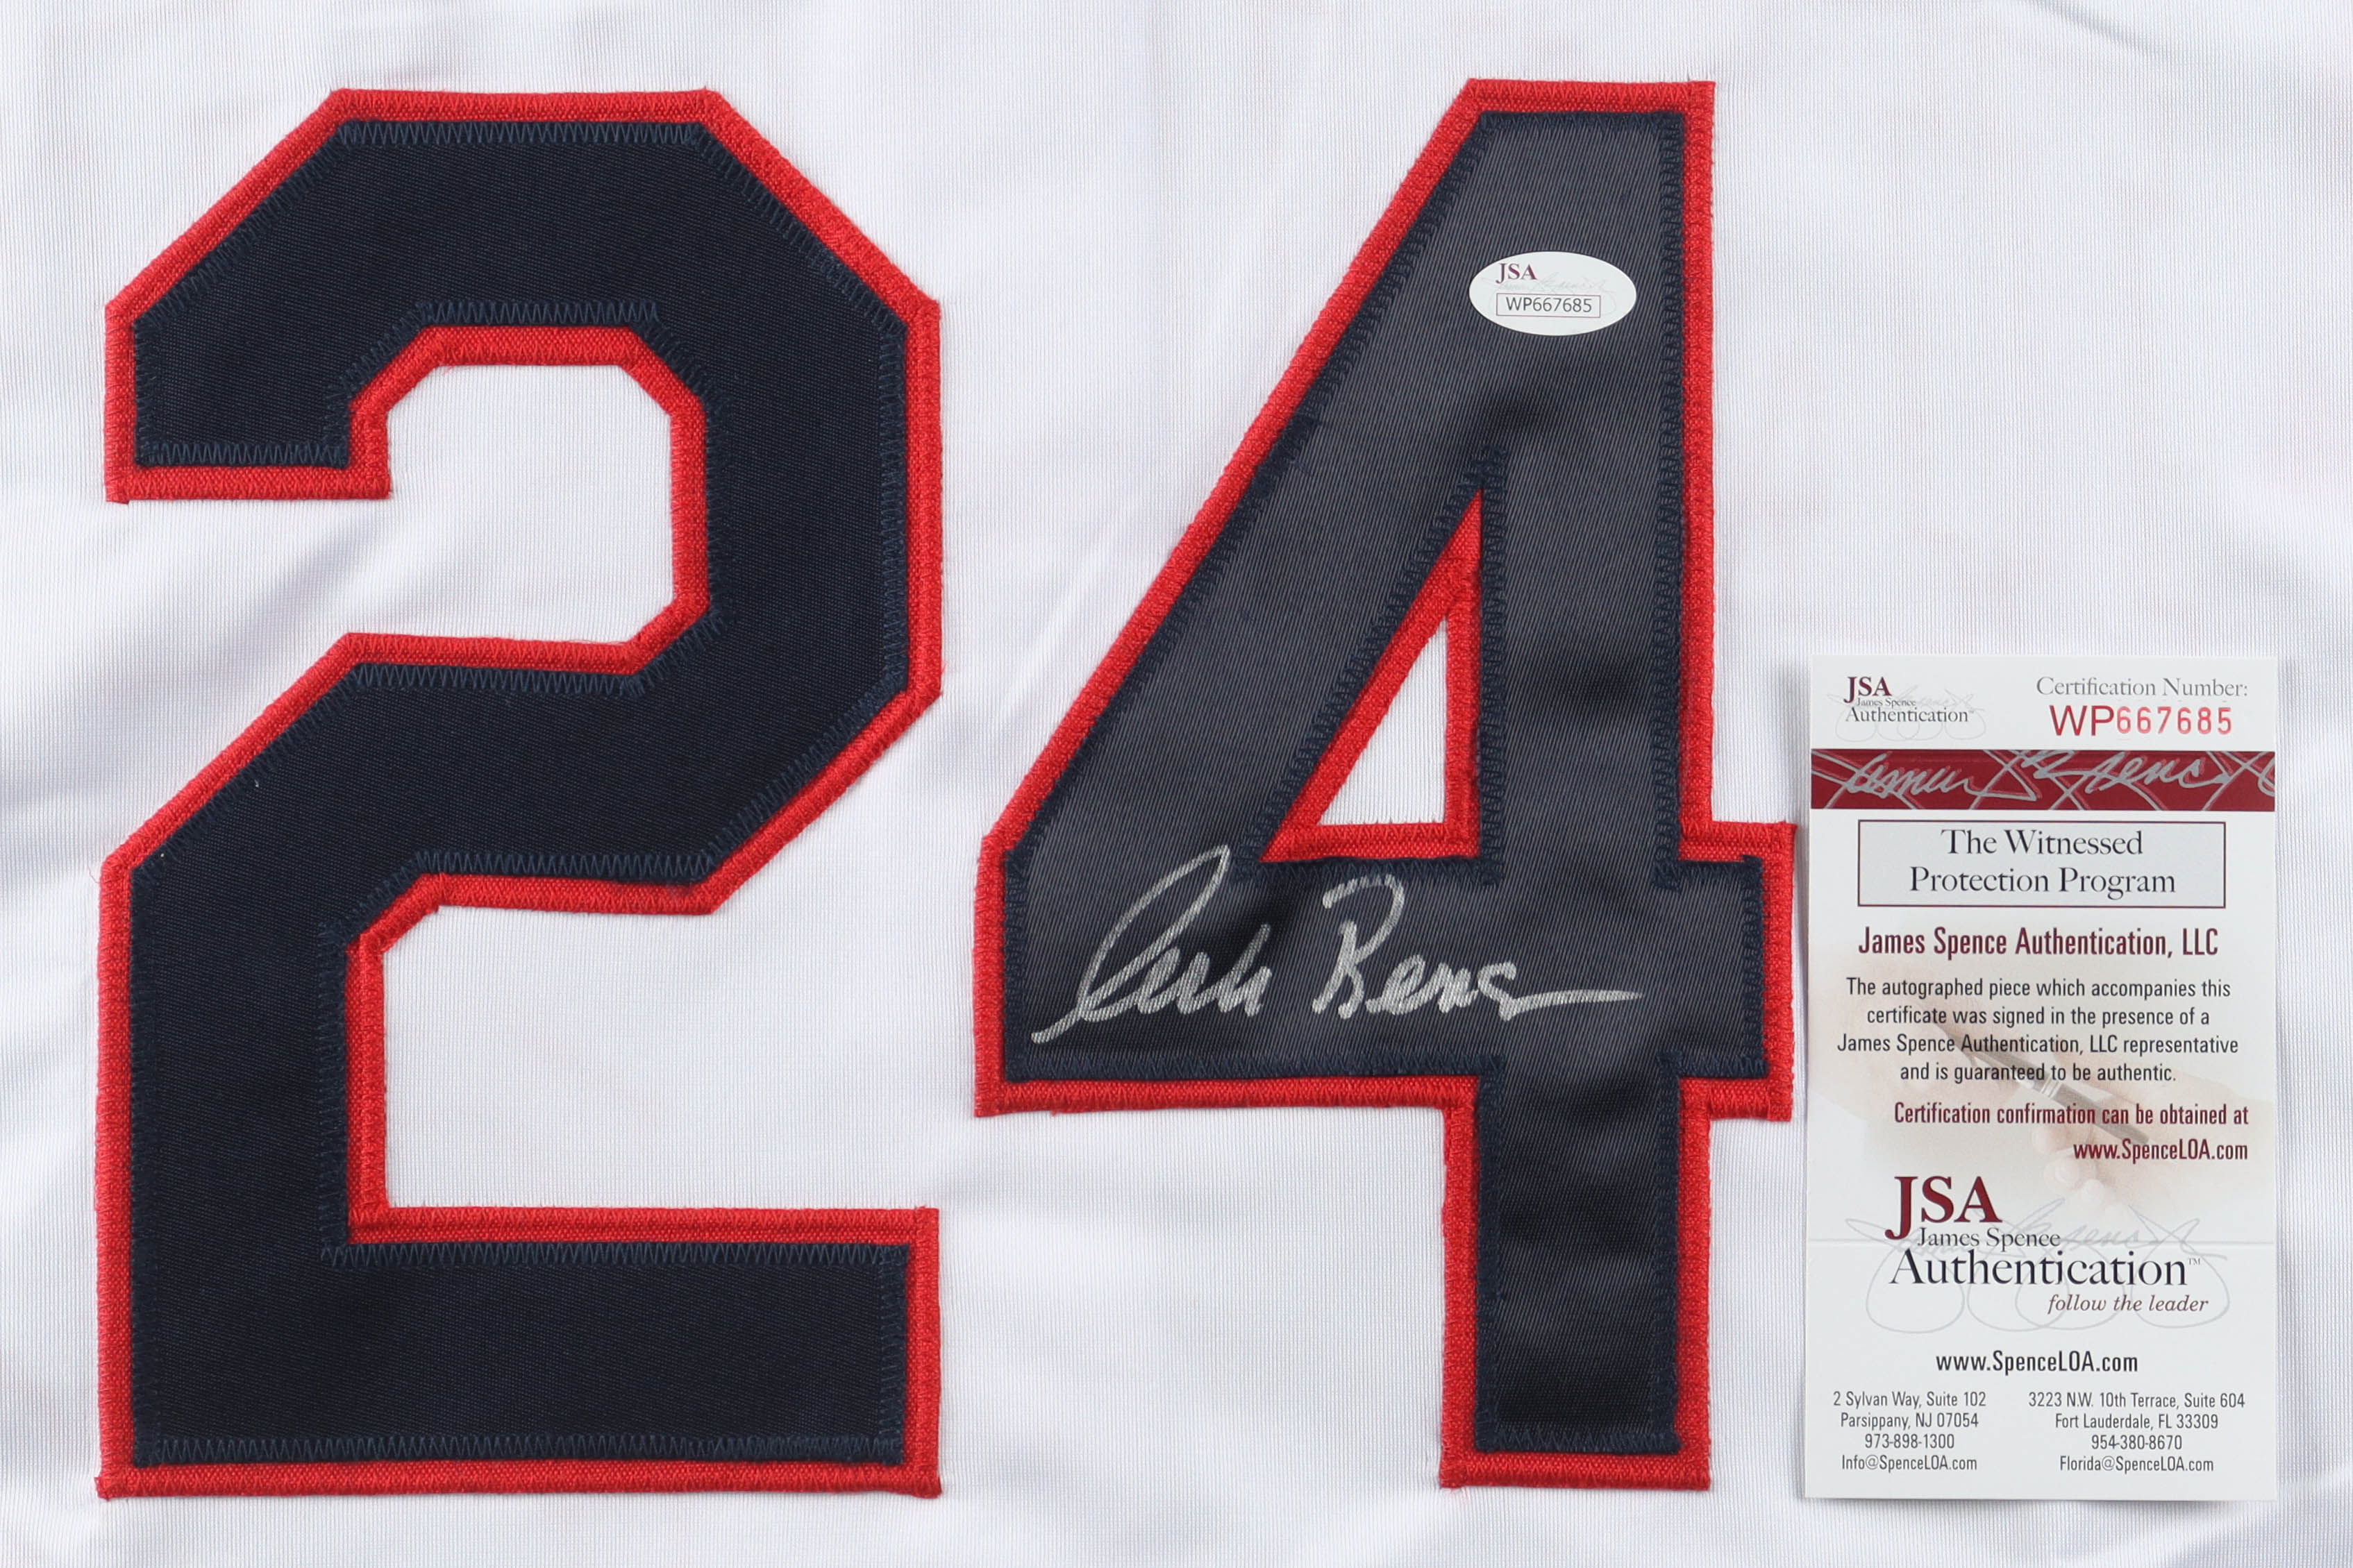 24
JSA
WP667685
JSA
James Spence
Authentication™
Certification Number:
WP667685
The Witnessed
Protection Program
James Spence Authentication, LLC
The autographed piece which accompanies this
certificate was signed in the presence of a
James Spence Authentication, LLC representative
and is guaranteed to be authentic.
Certification confirmation can be obtained at
www.SpenceLOA.com
JSA
James Spence
Authentication™
follow the leader
www.SpenceLOA.com
2 Sylvan Way, Suite 102
Parsippany, NJ 07054
973-898-1300
Info@SpenceLOA.com
3223 N.W. 10th Terrace, Suite 604
Fort Lauderdale, FL 33309
954-380-8670
Florida@SpenceLOA.com